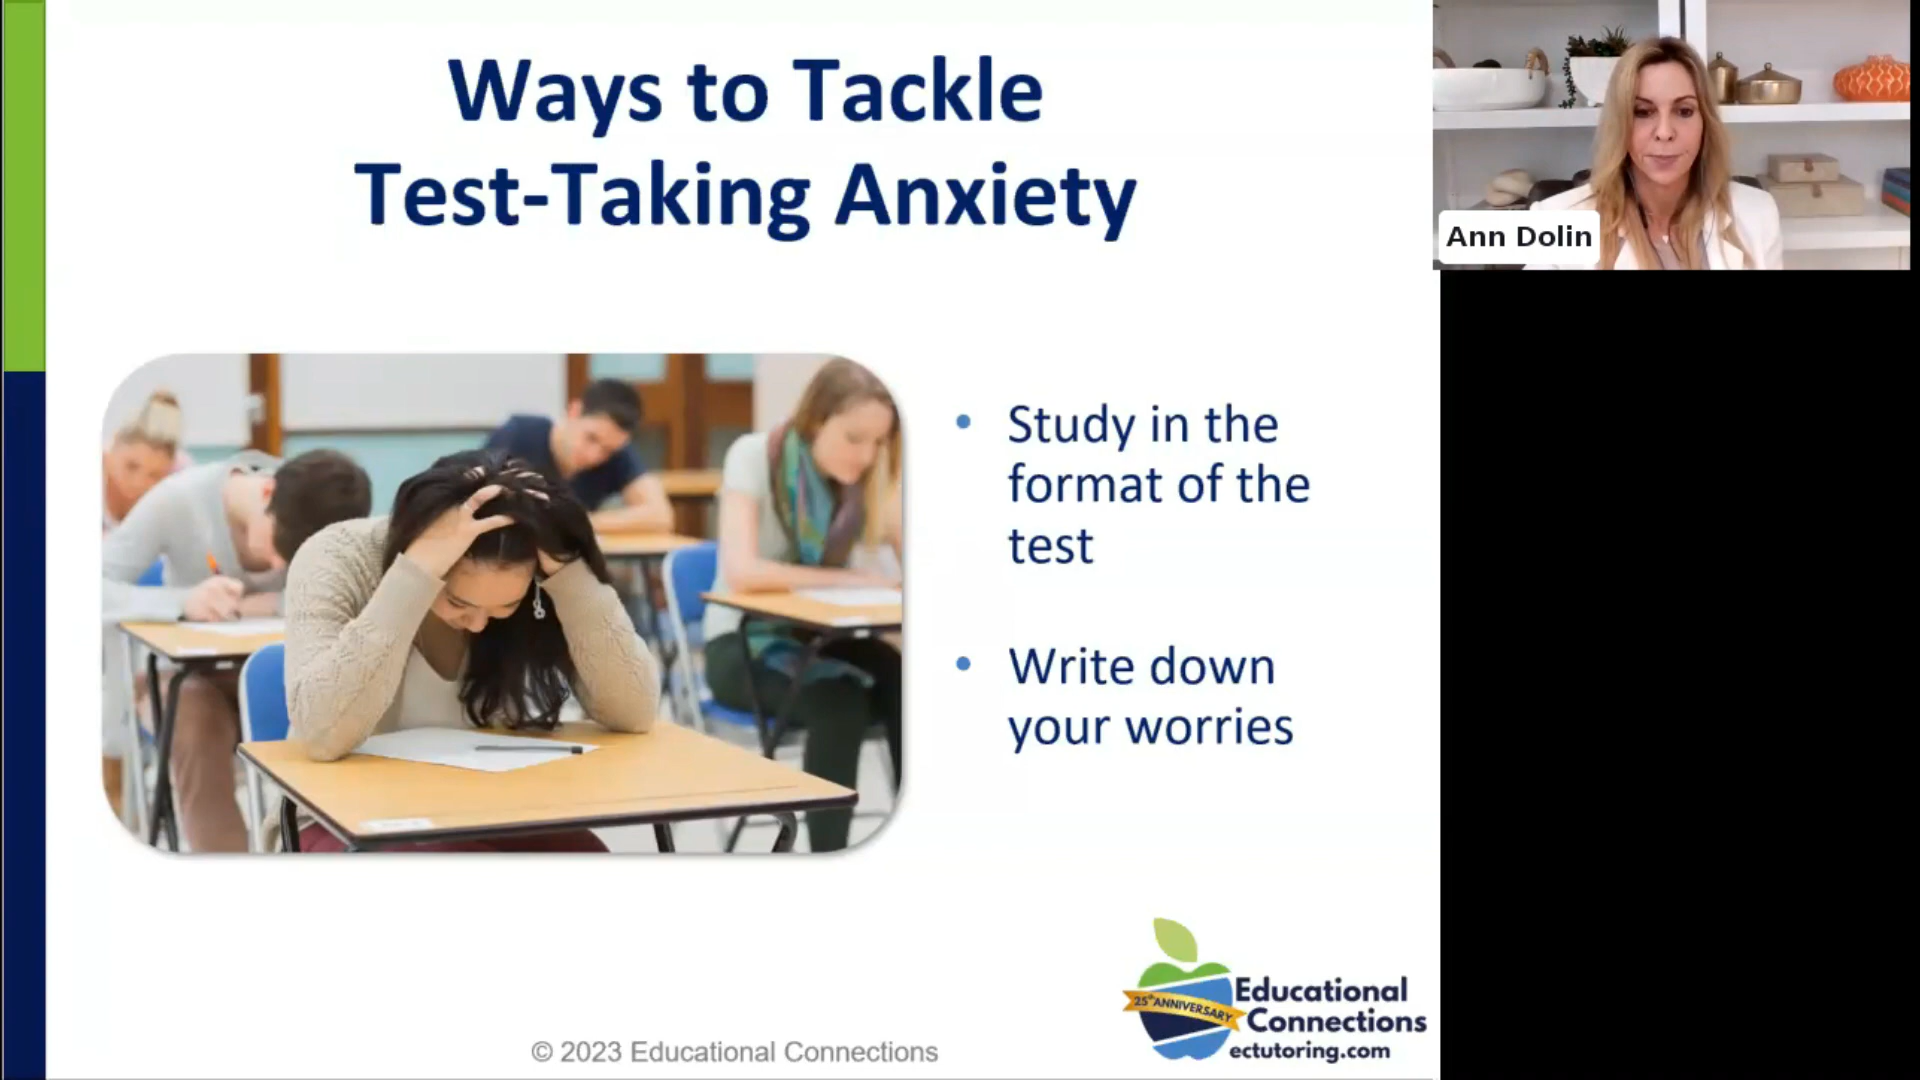 Ways to Tackle
Test-Taking Anxiety
Ann Dolin
• Study in the
format of the
test
• Write down
your worries
25th ANNIVERSARY
Educational
Connections
ectutoring.com
© 2023 Educational Connections